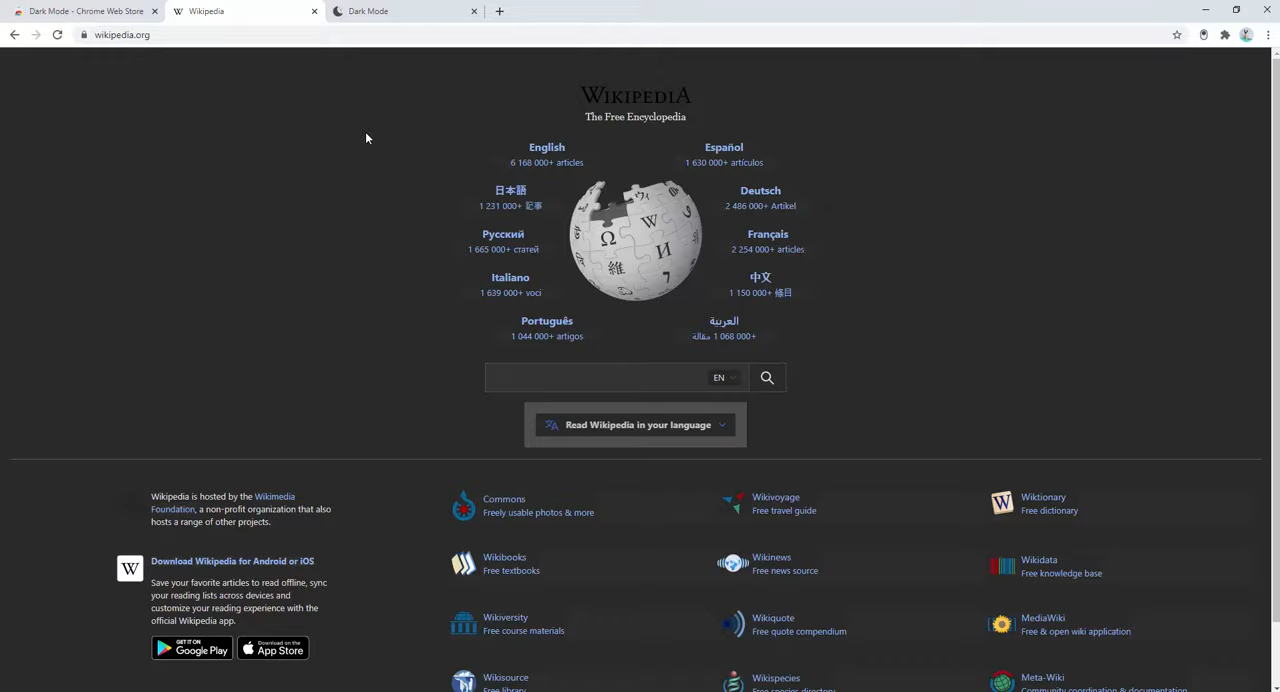 Dark Mode - Chrome Web Store
Wikipedia
Dark Mode
wikipedia.org
WIKIPEDIA
The Free Encyclopedia
English
6 168 000+ articles
Español
1 630 000+ artículos
日本語
1 231 000+ 記事
Deutsch
2 486 000+ Artikel
Русский
1 665 000+ статей
Français
2 254 000+ articles
Italiano
1 639 000+ voci
中文
1 150 000+ 條目
Português
1 044 000+ artigos
العربية
1 068 000+ مقالة
EN
Read Wikipedia in your language
Wikipedia is hosted by the Wikimedia
Foundation, a non-profit organization that also
hosts a range of other projects.
Download Wikipedia for Android or iOS
Save your favorite articles to read offline, sync
your reading lists across devices and
customize your reading experience with the
official Wikipedia app.
GET IT ON
Google Play
Download on the
App Store
Commons
Freely usable photos & more
Wikivoyage
Free travel guide
Wiktionary
Free dictionary
Wikibooks
Free textbooks
Wikinews
Free news source
Wikidata
Free knowledge base
Wikiversity
Free course materials
Wikiquote
Free quote compendium
MediaWiki
Free & open wiki application
Wikisource
Free library
Wikispecies
Free species directory
Meta-Wiki
Community coordination & documentation